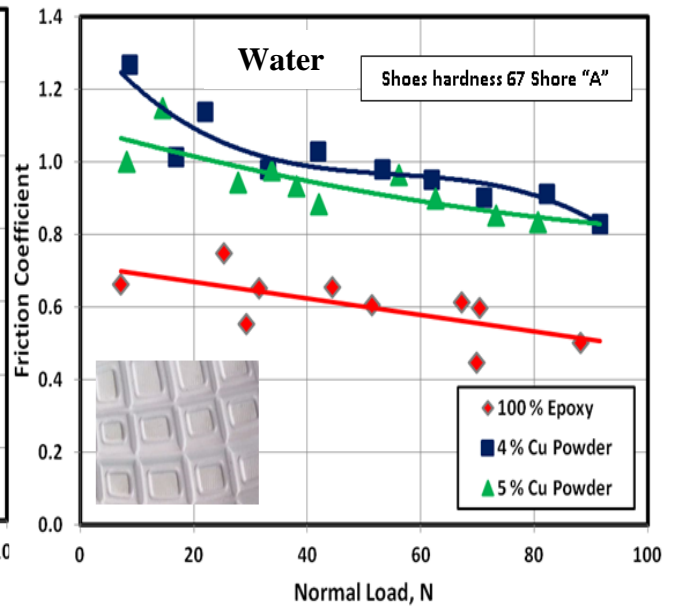 1.4
1.2
1.0
0.8
0.6
0.4
0.2
0.0
Friction Coefficient
Water
Shoes hardness 67 Shore “A”
100 % Epoxy
4 % Cu Powder
5 % Cu Powder
0 20 40 60 80 100
Normal Load, N